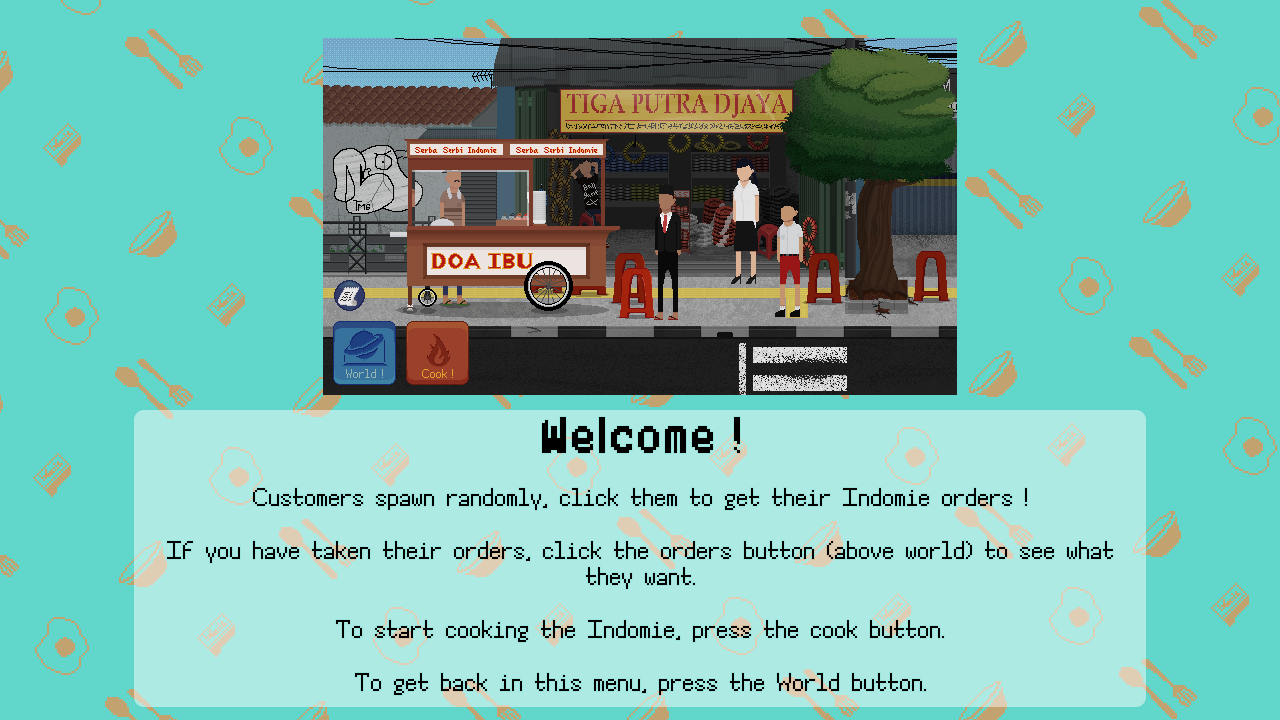 TIGA PUTRA DJAYA
Serba Serbi Indomie
Serba Serbi Indomie
DOA IBU
World !
Cook !
Welcome !
Customers spawn randomly, click them to get their Indomie orders !
If you have taken their orders, click the orders button (above world) to see what
they want.
To start cooking the Indomie, press the cook button.
To get back in this menu, press the World button.